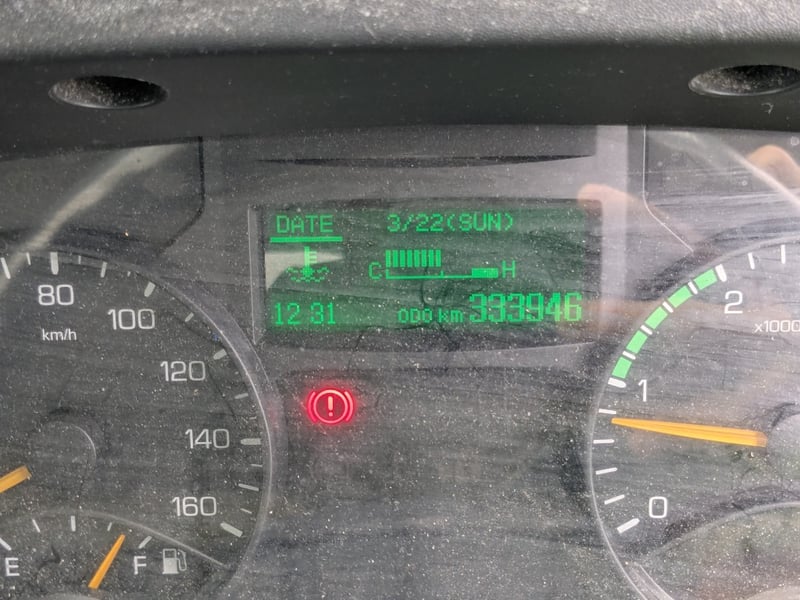 DATE 3/22(SUN)
C H
12 31 ODO km 333946
80
100
km/h
120
140
160
E F
2
x1000
1
0